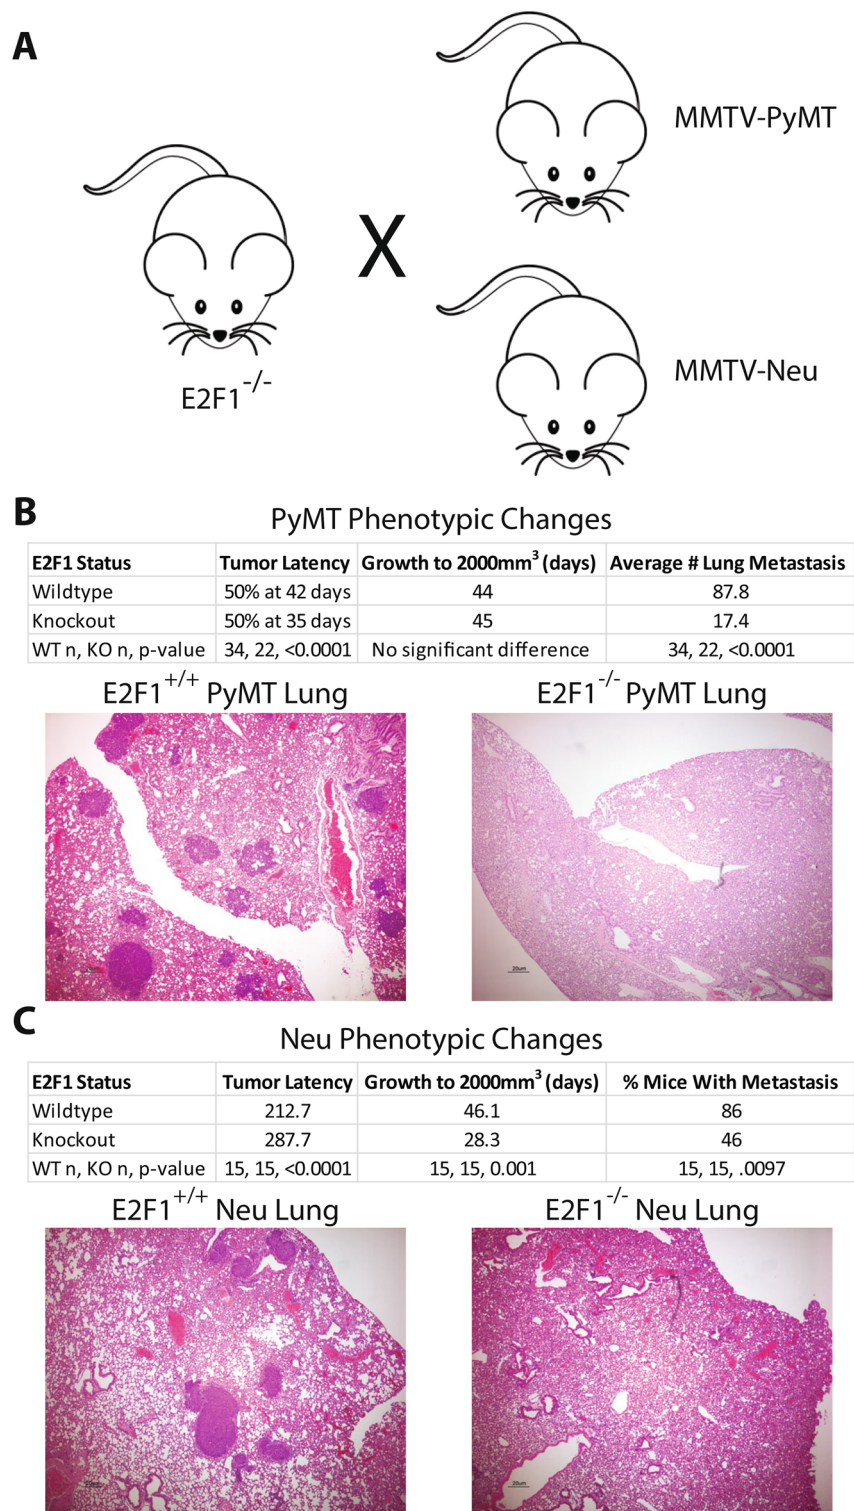 A
MMTV-PyMT
X
E2F1-/-
MMTV-Neu
B
PyMT Phenotypic Changes
E2F1 Status Tumor Latency Growth to 2000mm3 (days) Average # Lung Metastasis
Wildtype 50% at 42 days 44 87.8
Knockout 50% at 35 days 45 17.4
WT n, KO n, p-value 34, 22, <0.0001 No significant difference 34, 22, <0.0001
E2F1+/+ PyMT Lung E2F1-/- PyMT Lung
20um
C
Neu Phenotypic Changes
E2F1 Status Tumor Latency Growth to 2000mm3 (days) % Mice With Metastasis
Wildtype 212.7 46.1 86
Knockout 287.7 28.3 46
WT n, KO n, p-value 15, 15, <0.0001 15, 15, 0.001 15, 15, .0097
E2F1+/+ Neu Lung E2F1-/- Neu Lung
20um